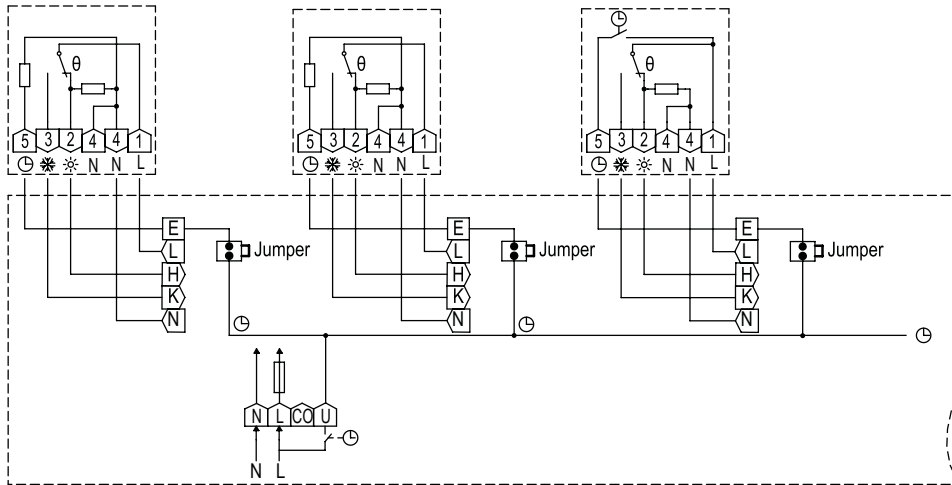 θ θ θ
5 3 2 4 4 1 5 3 2 4 4 1 5 3 2 4 4 1
N N L N N L N N L
E E E
L Jumper L Jumper L Jumper
H H H
K K K
N N N
N L CO U
N L